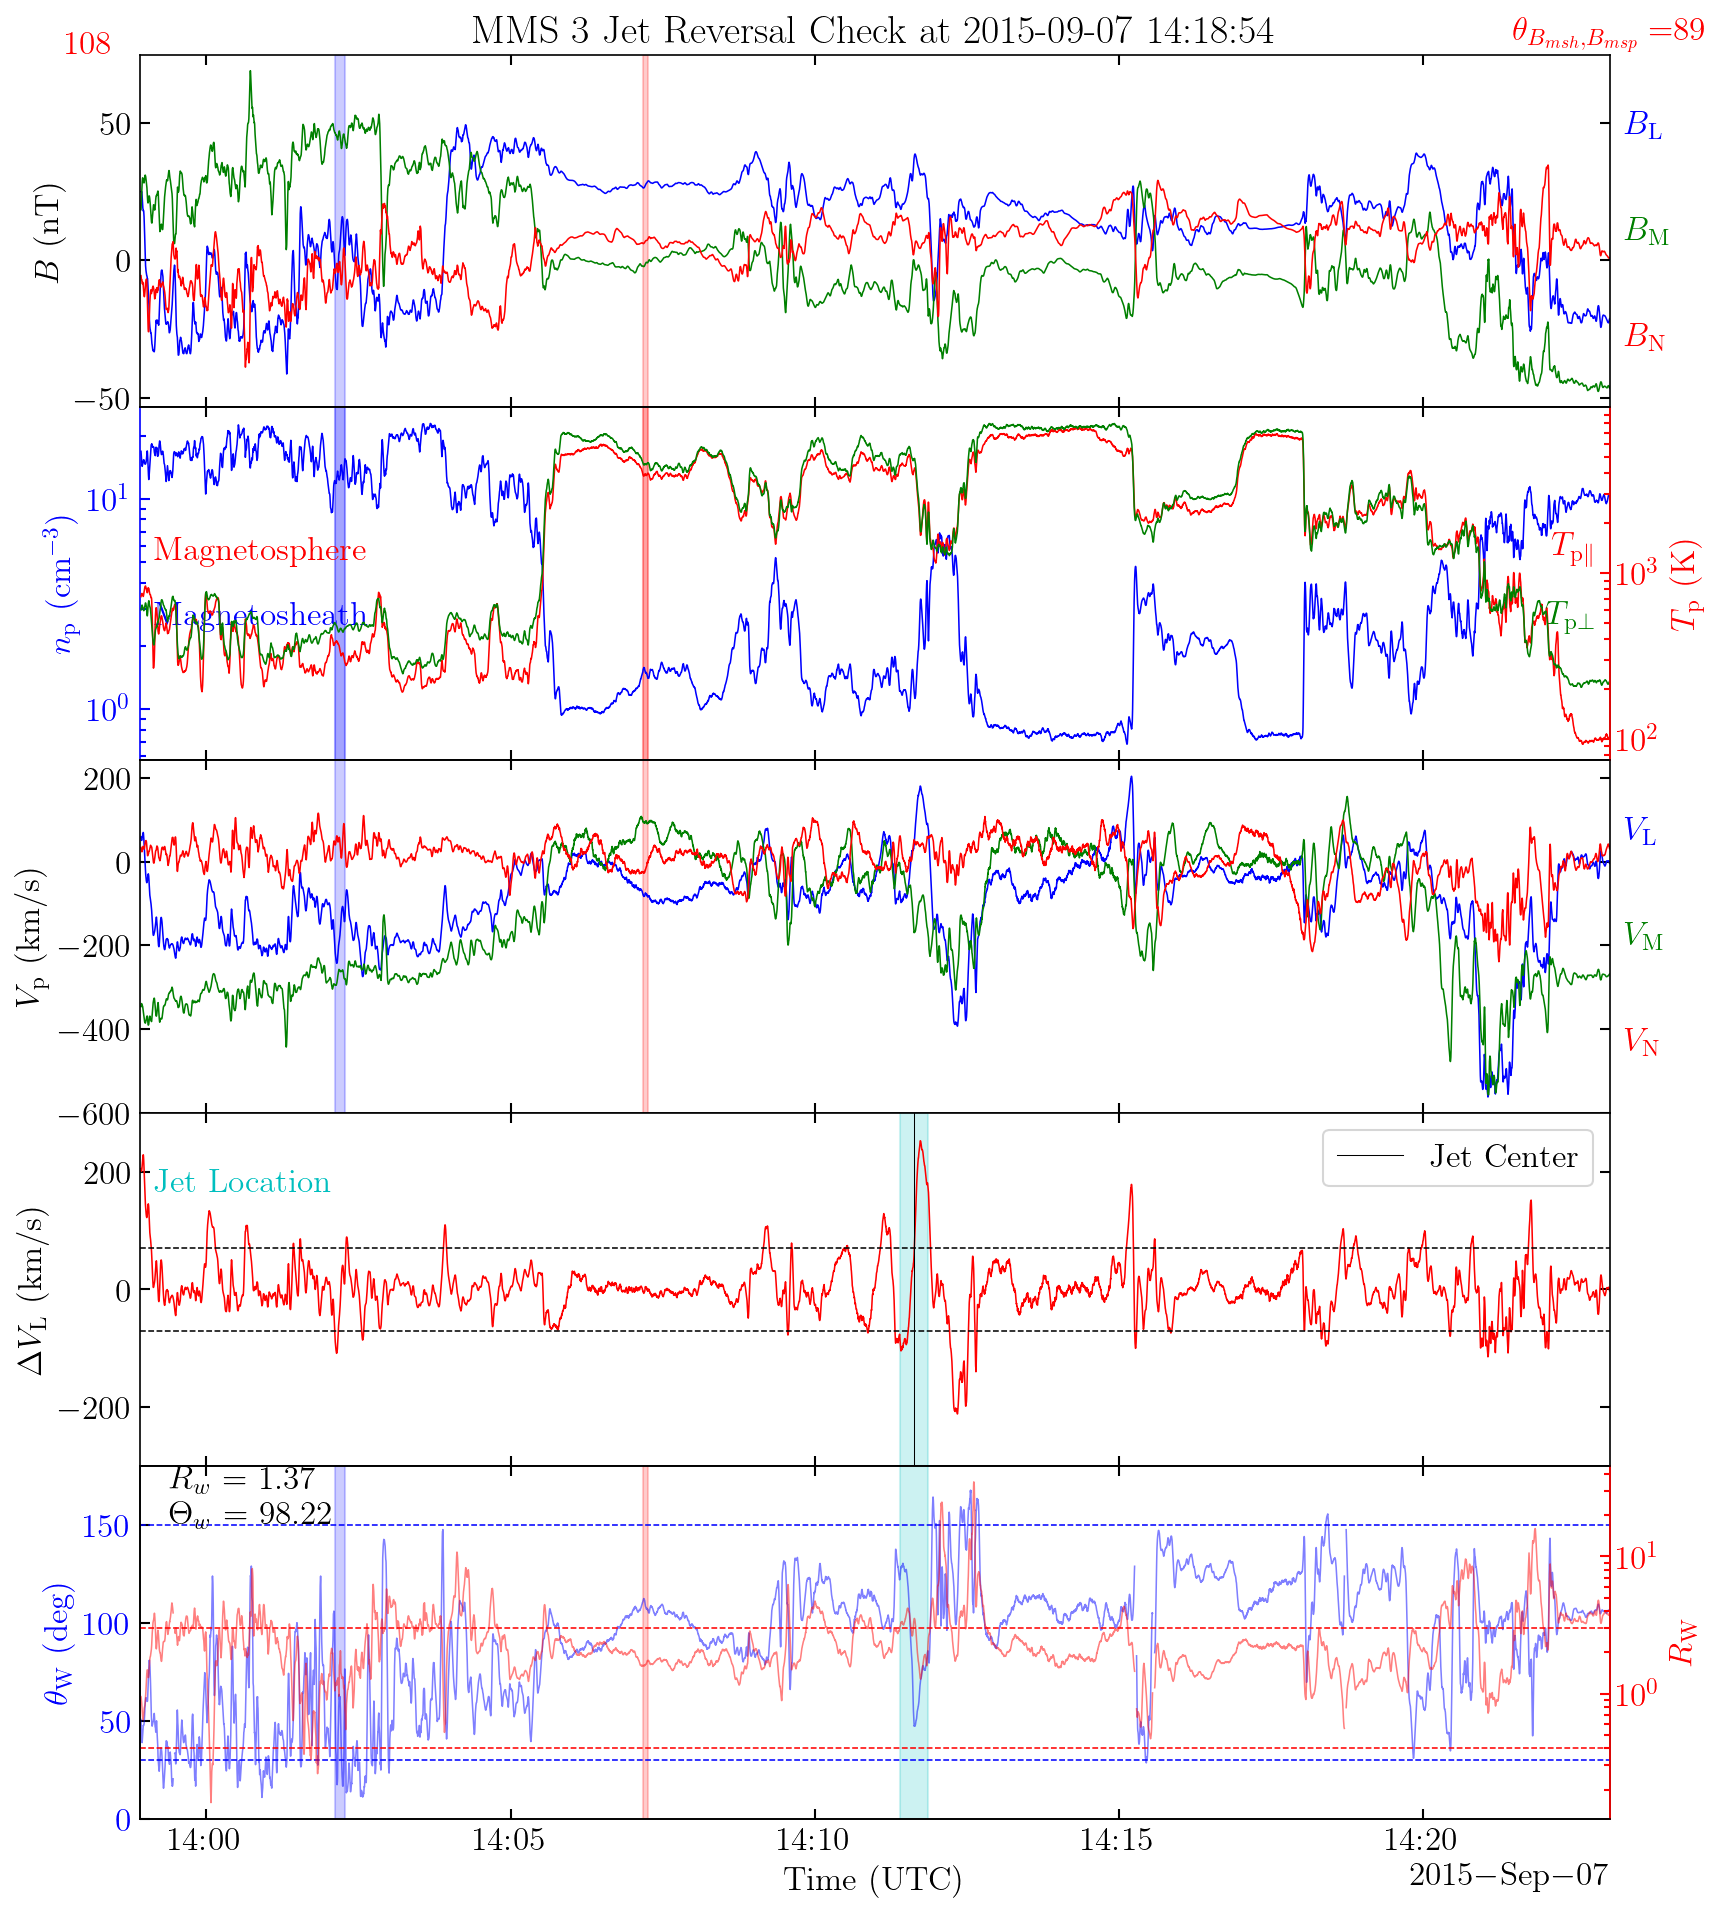 MMS 3 Jet Reversal Check at 2015-09-07 14:18:54
108
θ_{B_{msh},B_{msp}} =89
50
0
−50
B (nT)
B_L
B_M
B_N
10^1
10^0
n_p (cm^{−3})
Magnetosphere
Magnetosheath
T_{p∥}
T_{p⊥}
10^3
10^2
T_p (K)
200
0
−200
−400
−600
V_p (km/s)
V_L
V_M
V_N
Jet Location
Jet Center
200
0
−200
ΔV_L (km/s)
R_w = 1.37
Θ_w = 98.22
150
100
50
0
θ_W (deg)
10^1
10^0
R_W
14:00
14:05
14:10
14:15
14:20
Time (UTC)
2015−Sep−07